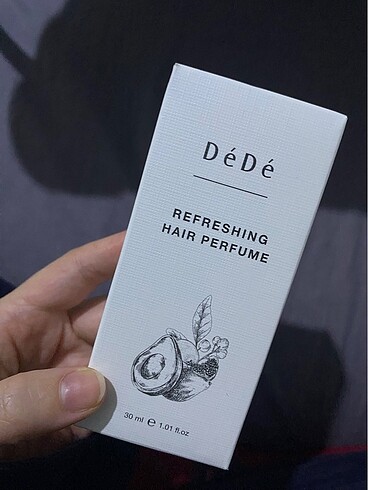 DéDé
REFRESHING
HAIR PERFUME
30 ml ℮ 1.01 fl.oz